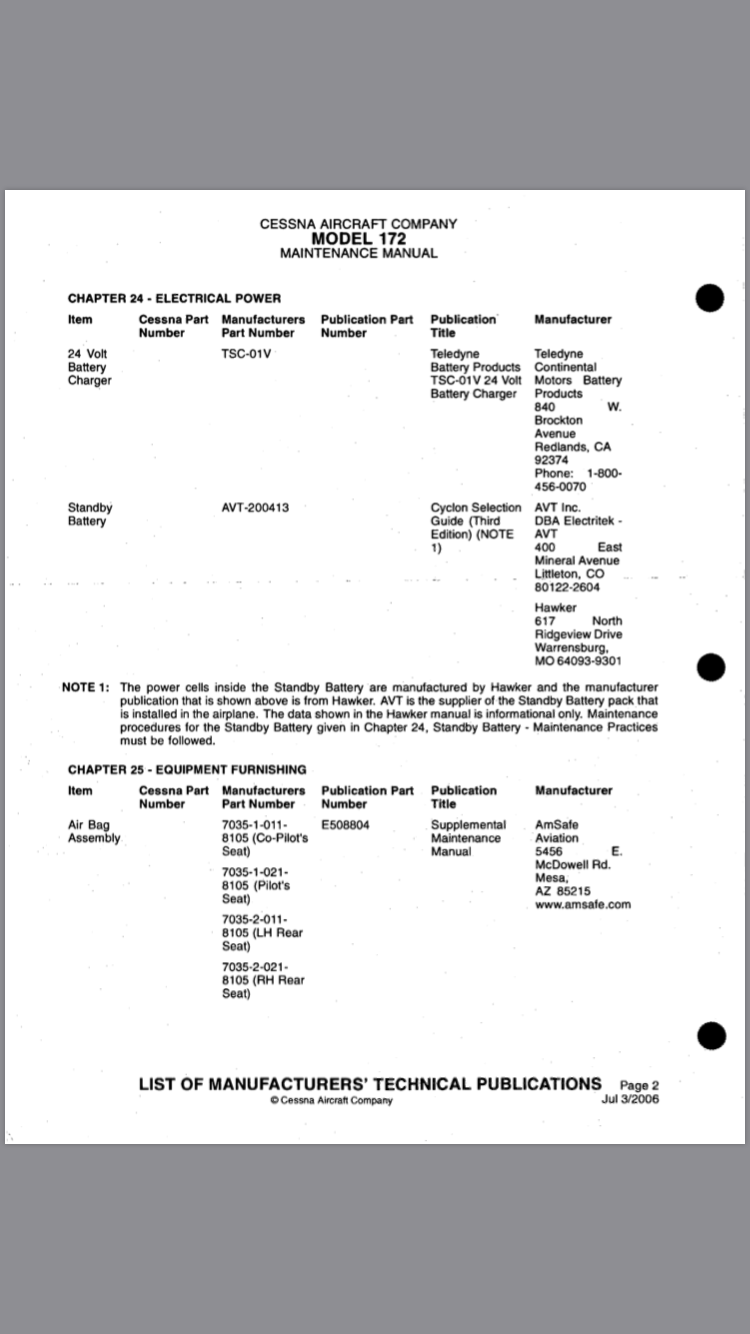 CESSNA AIRCRAFT COMPANY
MODEL 172
MAINTENANCE MANUAL
CHAPTER 24 - ELECTRICAL POWER
Item Cessna Part Number Manufacturers Part Number Publication Part Number Publication Title Manufacturer
24 Volt
Battery
Charger
TSC-01V
Teledyne
Battery Products
TSC-01V 24 Volt
Battery Charger
Teledyne
Continental
Motors Battery
Products
840 W.
Brockton
Avenue
Redlands, CA
92374
Phone: 1-800-
456-0070
Standby
Battery
AVT-200413
Cyclon Selection
Guide (Third
Edition) (NOTE
1)
AVT Inc.
DBA Electritek -
AVT
400 East
Mineral Avenue
Littleton, CO
80122-2604
Hawker
617 North
Ridgeview Drive
Warrensburg,
MO 64093-9301
NOTE 1: The power cells inside the Standby Battery are manufactured by Hawker and the manufacturer
publication that is shown above is from Hawker. AVT is the supplier of the Standby Battery pack that
is installed in the airplane. The data shown in the Hawker manual is informational only. Maintenance
procedures for the Standby Battery given in Chapter 24, Standby Battery - Maintenance Practices
must be followed.
CHAPTER 25 - EQUIPMENT FURNISHING
Item Cessna Part Number Manufacturers Part Number Publication Part Number Publication Title Manufacturer
Air Bag
Assembly
7035-1-011-
8105 (Co-Pilot's
Seat)
7035-1-021-
8105 (Pilot's
Seat)
7035-2-011-
8105 (LH Rear
Seat)
7035-2-021-
8105 (RH Rear
Seat)
E508804
Supplemental
Maintenance
Manual
AmSafe
Aviation
5456 E.
McDowell Rd.
Mesa,
AZ 85215
www.amsafe.com
LIST OF MANUFACTURERS' TECHNICAL PUBLICATIONS Page 2
© Cessna Aircraft Company Jul 3/2006